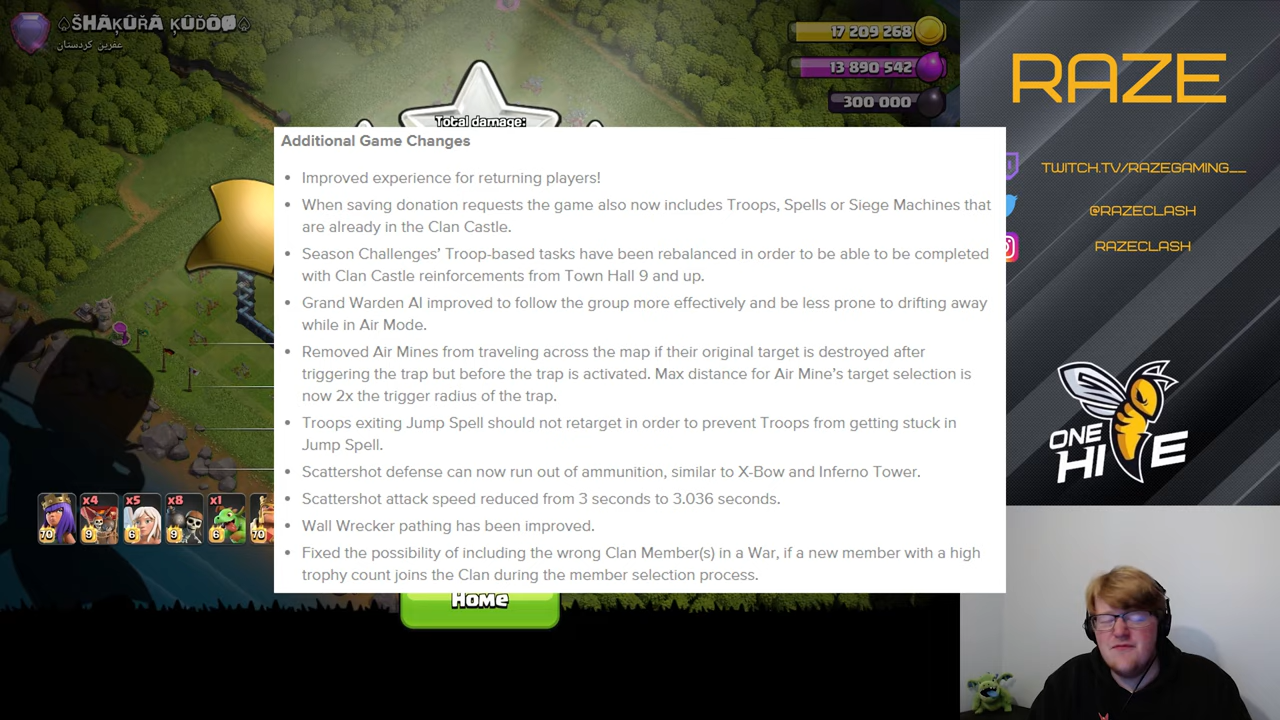 ♤ŠHÃĶÛŘÃ ĶÛĎÕØ♤
عفرين كردستان
17 209 268
13 890 542
300 000
Total damage:
Additional Game Changes
• Improved experience for returning players!
• When saving donation requests the game also now includes Troops, Spells or Siege Machines that
are already in the Clan Castle.
• Season Challenges' Troop-based tasks have been rebalanced in order to be able to be completed
with Clan Castle reinforcements from Town Hall 9 and up.
• Grand Warden AI improved to follow the group more effectively and be less prone to drifting away
while in Air Mode.
• Removed Air Mines from traveling across the map if their original target is destroyed after
triggering the trap but before the trap is activated. Max distance for Air Mine's target selection is
now 2x the trigger radius of the trap.
• Troops exiting Jump Spell should not retarget in order to prevent Troops from getting stuck in
Jump Spell.
• Scattershot defense can now run out of ammunition, similar to X-Bow and Inferno Tower.
• Scattershot attack speed reduced from 3 seconds to 3.036 seconds.
• Wall Wrecker pathing has been improved.
• Fixed the possibility of including the wrong Clan Member(s) in a War, if a new member with a high
trophy count joins the Clan during the member selection process.
x4 x5 x8 x1
70 9 6 9 6 70
Home
RAZE
TWITCH.TV/RAZEGAMING__
@RAZECLASH
RAZECLASH
ONE
HIVE